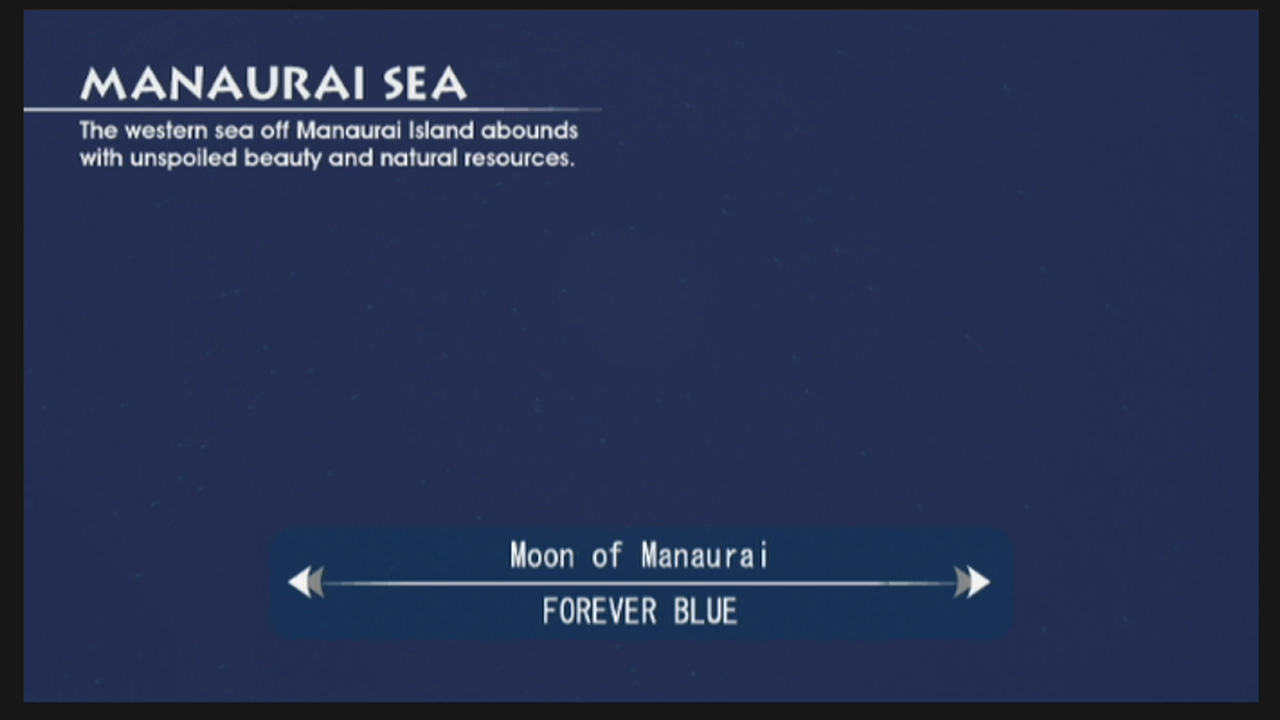 MANAURAI SEA
The western sea off Manaurai Island abounds
with unspoiled beauty and natural resources.
Moon of Manaurai
FOREVER BLUE